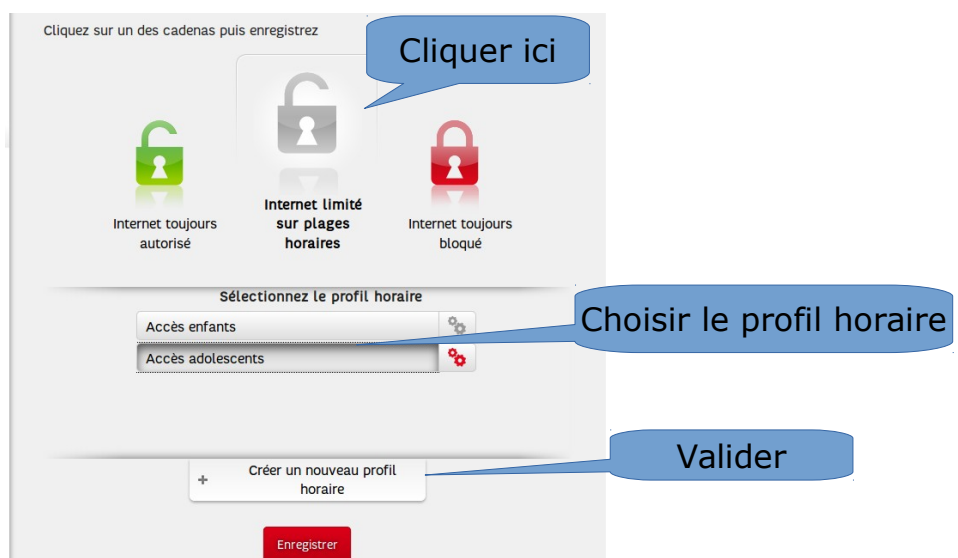 Cliquez sur un des cadenas puis enregistrez
Cliquer ici
Internet toujours
autorisé
Internet limité
sur plages
horaires
Internet toujours
bloqué
Sélectionnez le profil horaire
Accès enfants
Accès adolescents
Choisir le profil horaire
+ Créer un nouveau profil
horaire
Valider
Enregistrer